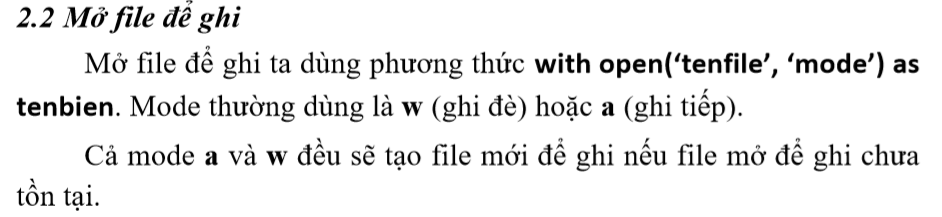 2.2 Mở file để ghi
Mở file để ghi ta dùng phương thức with open(‘tenfile’, ‘mode’) as
tenbien. Mode thường dùng là w (ghi đè) hoặc a (ghi tiếp).
Cả mode a và w đều sẽ tạo file mới để ghi nếu file mở để ghi chưa
tồn tại.